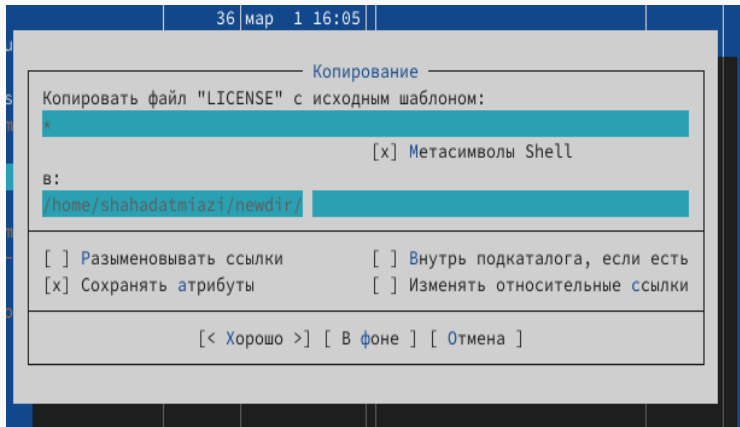 36 мар 1 16:05
Копирование
Копировать файл "LICENSE" с исходным шаблоном:
*
[x] Метасимволы Shell
в:
/home/shahadatmiazi/newdir/
[ ] Разыменовывать ссылки [ ] Внутрь подкаталога, если есть
[x] Сохранять атрибуты [ ] Изменять относительные ссылки
[< Хорошо >] [ В фоне ] [ Отмена ]